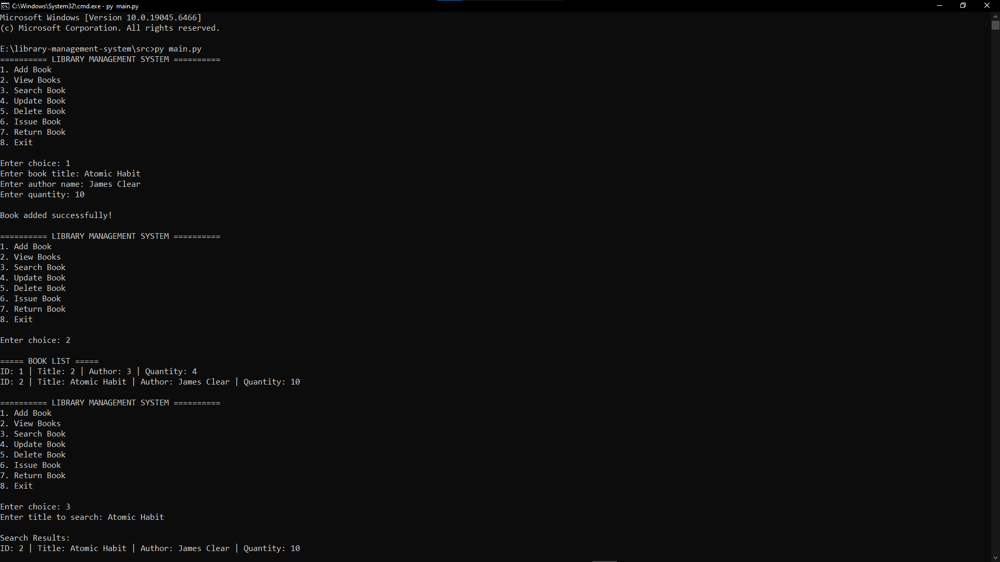 C:\Windows\System32\cmd.exe - py  main.py
Microsoft Windows [Version 10.0.19045.6466]
(c) Microsoft Corporation. All rights reserved.
E:\library-management-system\src>py main.py
========== LIBRARY MANAGEMENT SYSTEM ==========
1. Add Book
2. View Books
3. Search Book
4. Update Book
5. Delete Book
6. Issue Book
7. Return Book
8. Exit
Enter choice: 1
Enter book title: Atomic Habit
Enter author name: James Clear
Enter quantity: 10
Book added successfully!
========== LIBRARY MANAGEMENT SYSTEM ==========
1. Add Book
2. View Books
3. Search Book
4. Update Book
5. Delete Book
6. Issue Book
7. Return Book
8. Exit
Enter choice: 2
===== BOOK LIST =====
ID: 1 | Title: 2 | Author: 3 | Quantity: 4
ID: 2 | Title: Atomic Habit | Author: James Clear | Quantity: 10
========== LIBRARY MANAGEMENT SYSTEM ==========
1. Add Book
2. View Books
3. Search Book
4. Update Book
5. Delete Book
6. Issue Book
7. Return Book
8. Exit
Enter choice: 3
Enter title to search: Atomic Habit
Search Results:
ID: 2 | Title: Atomic Habit | Author: James Clear | Quantity: 10